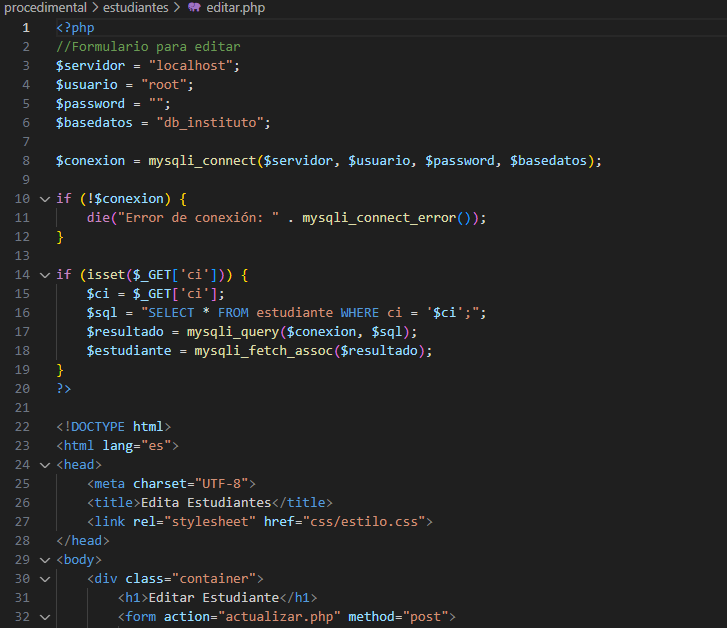 procedimental > estudiantes > editar.php
1 <?php
2 //Formulario para editar
3 $servidor = "localhost";
4 $usuario = "root";
5 $password = "";
6 $basedatos = "db_instituto";
7
8 $conexion = mysqli_connect($servidor, $usuario, $password, $basedatos);
9
10 if (!$conexion) {
11     die("Error de conexión: " . mysqli_connect_error());
12 }
13
14 if (isset($_GET['ci'])) {
15     $ci = $_GET['ci'];
16     $sql = "SELECT * FROM estudiante WHERE ci = '$ci';";
17     $resultado = mysqli_query($conexion, $sql);
18     $estudiante = mysqli_fetch_assoc($resultado);
19 }
20 ?>
21
22 <!DOCTYPE html>
23 <html lang="es">
24 <head>
25     <meta charset="UTF-8">
26     <title>Edita Estudiantes</title>
27     <link rel="stylesheet" href="css/estilo.css">
28 </head>
29 <body>
30     <div class="container">
31         <h1>Editar Estudiante</h1>
32         <form action="actualizar.php" method="post">